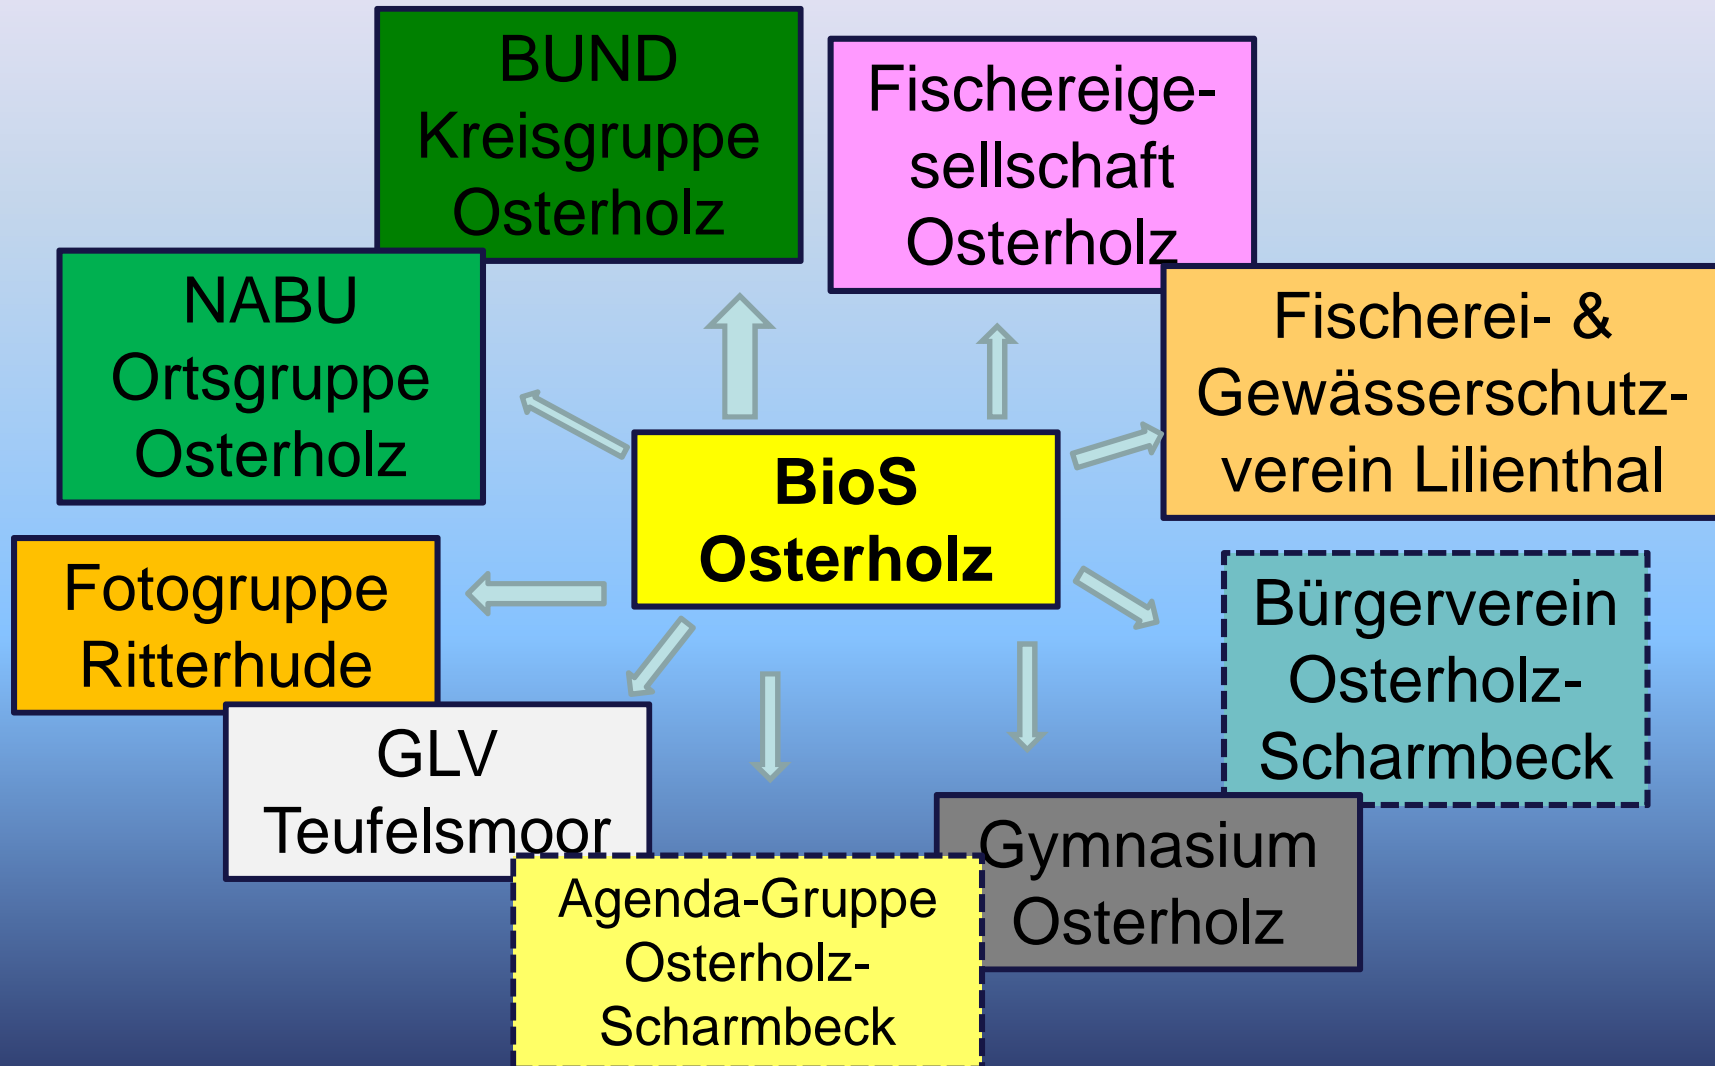 BUND
Kreisgruppe
Osterholz
Fischereige-
sellschaft
Osterholz
NABU
Ortsgruppe
Osterholz
Fischerei- &
Gewässerschutz-
verein Lilienthal
BioS
Osterholz
Fotogruppe
Ritterhude
Bürgerverein
Osterholz-
Scharmbeck
GLV
Teufelsmoor
Gymnasium
Osterholz
Agenda-Gruppe
Osterholz-
Scharmbeck